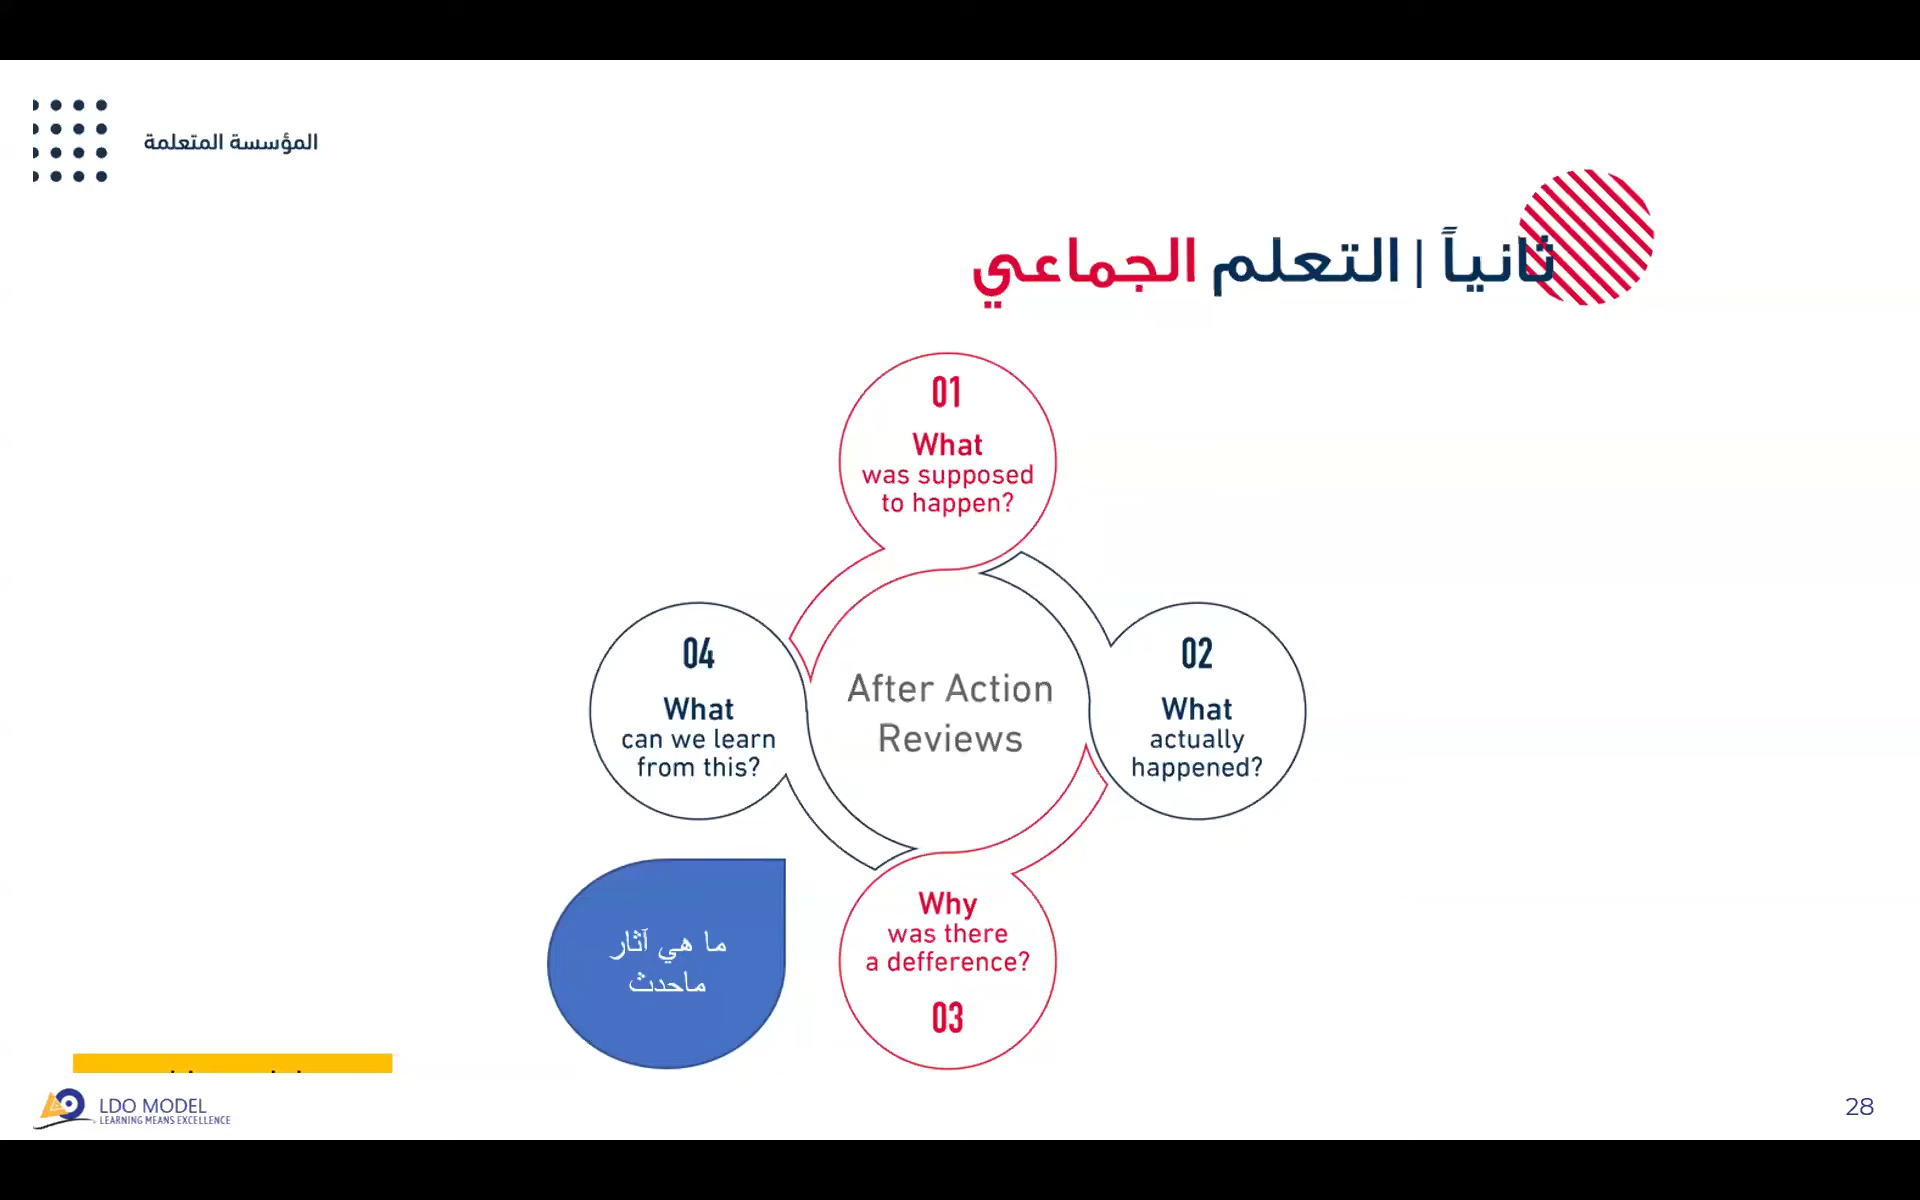 المؤسسة المتعلمة
ثانياً | التعلم الجماعي
01
What
was supposed
to happen?
02
What
actually
happened?
Why
was there
a defference?
03
04
What
can we learn
from this?
After Action
Reviews
ما هي آثار
ماحدث
LDO MODEL
LEARNING MEANS EXCELLENCE
28